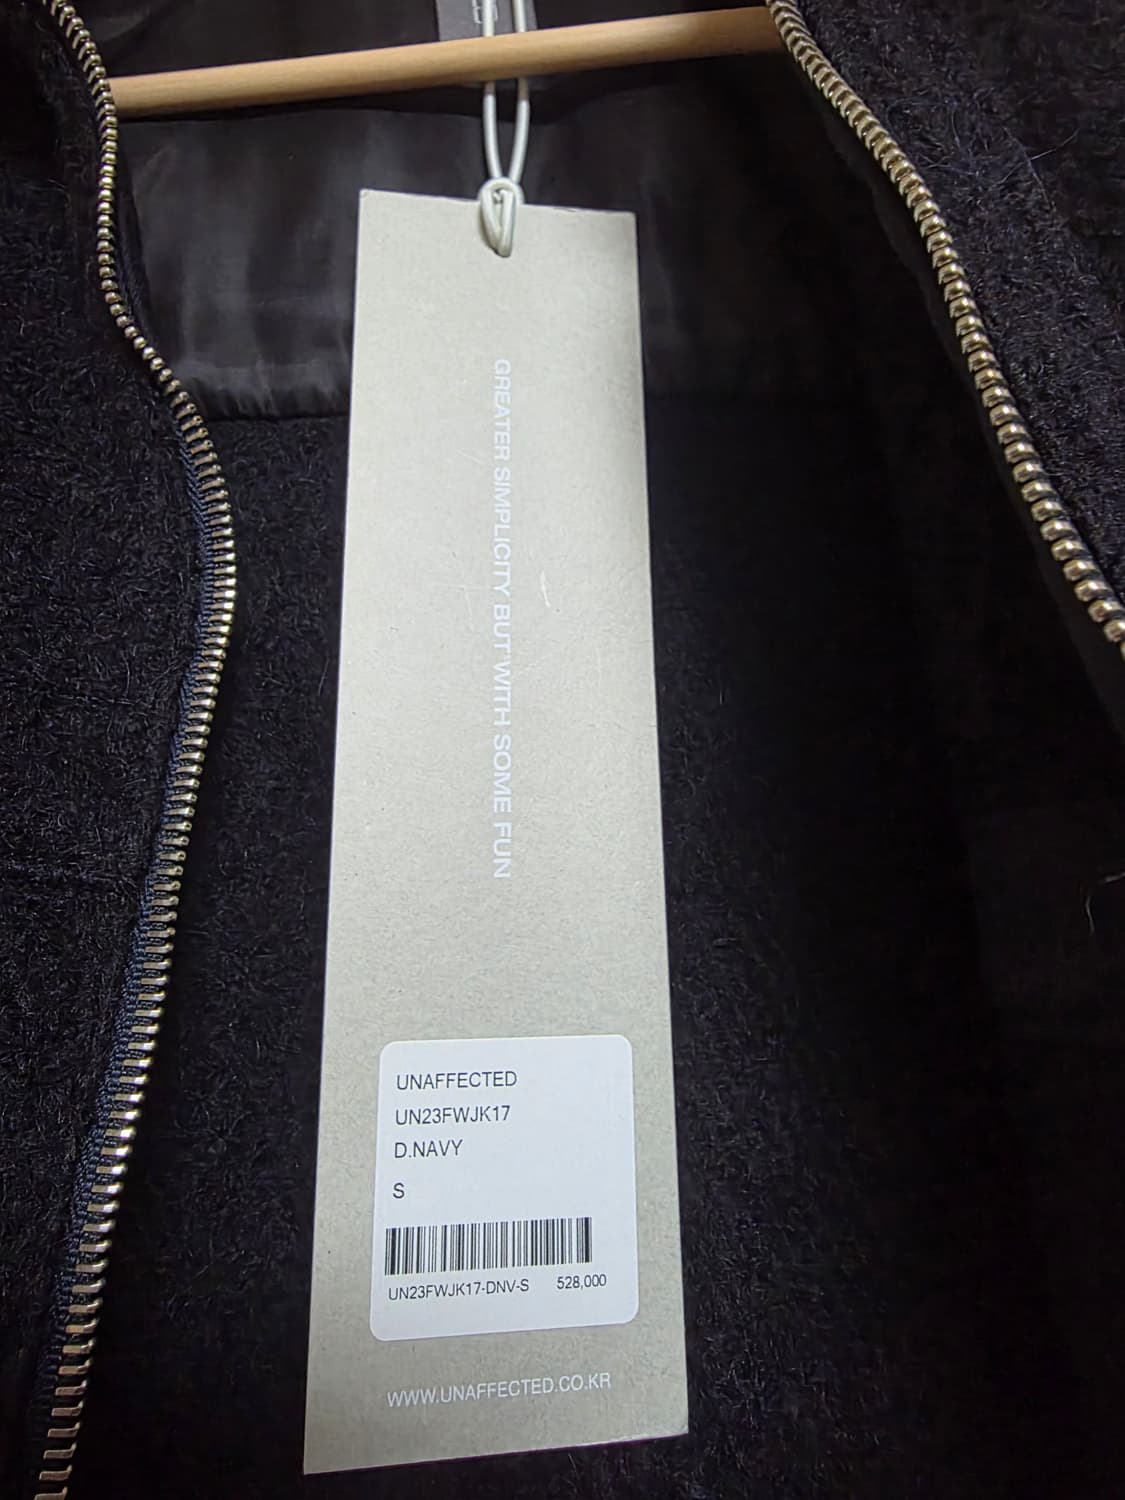 GREATER SIMPLICITY BUT WITH SOME FUN
UNAFFECTED
UN23FWJK17
D.NAVY
S
UN23FWJK17-DNV-S 528,000
WWW.UNAFFECTED.CO.KR